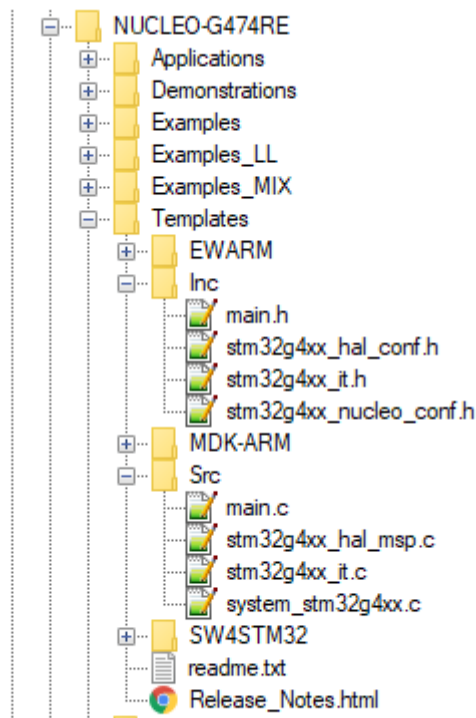 NUCLEO-G474RE
Applications
Demonstrations
Examples
Examples_LL
Examples_MIX
Templates
EWARM
Inc
main.h
stm32g4xx_hal_conf.h
stm32g4xx_it.h
stm32g4xx_nucleo_conf.h
MDK-ARM
Src
main.c
stm32g4xx_hal_msp.c
stm32g4xx_it.c
system_stm32g4xx.c
SW4STM32
readme.txt
Release_Notes.html